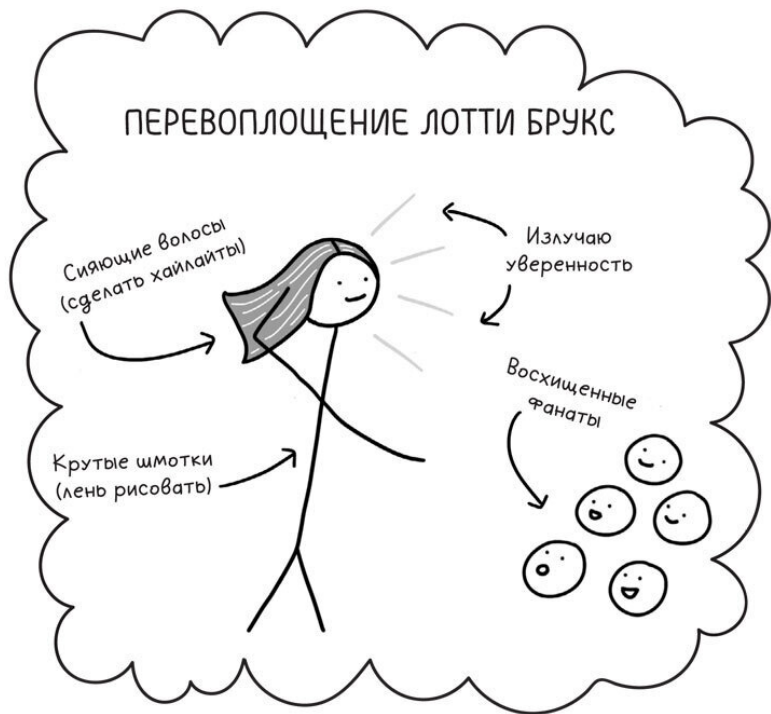 ПЕРЕВОПЛОЩЕНИЕ ЛОТТИ БРУКС
Сияющие волосы
(сделать хайлайты)
Излучаю
уверенность
Восхищенные
фанаты
Крутые шмотки
(лень рисовать)